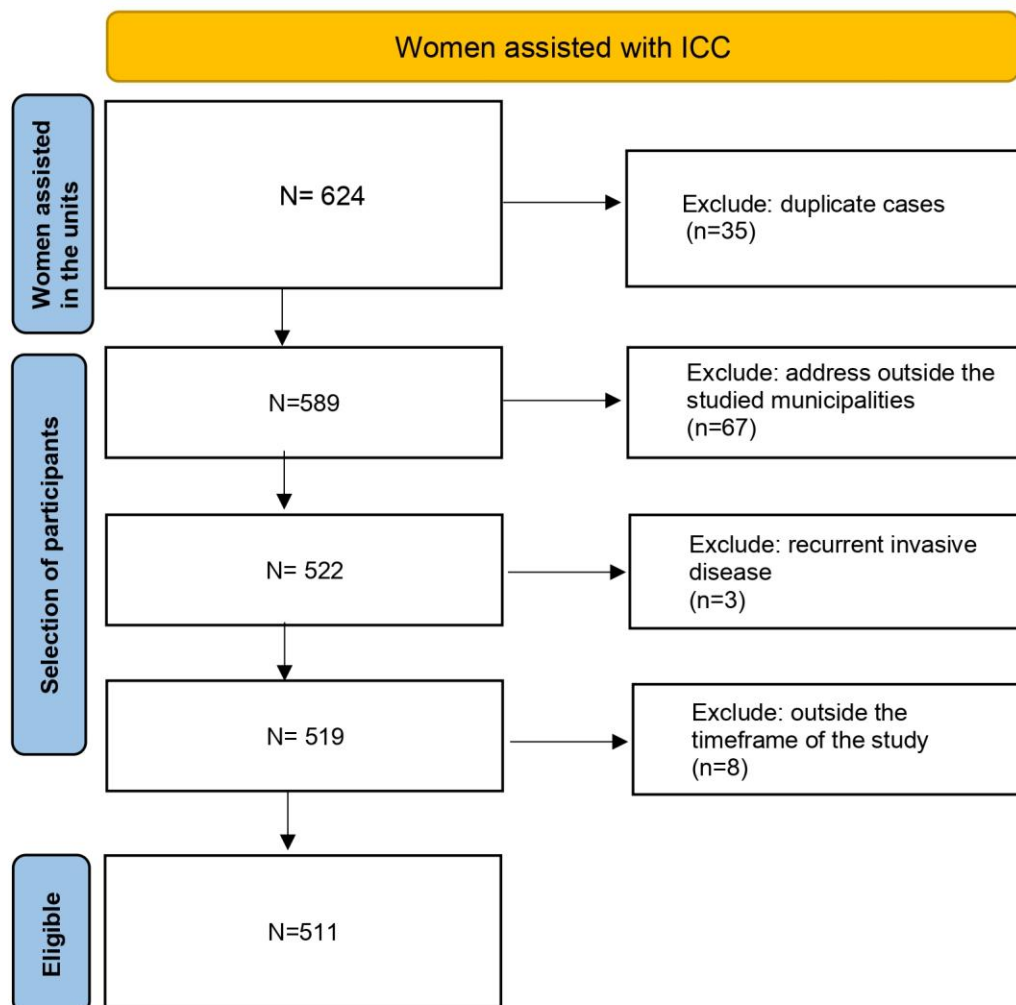 Women assisted with ICC
Women assisted
in the units
N= 624
Exclude: duplicate cases
(n=35)
Selection of participants
N=589
Exclude: address outside the
studied municipalities
(n=67)
N= 522
Exclude: recurrent invasive
disease
(n=3)
N= 519
Exclude: outside the
timeframe of the study
(n=8)
Eligible
N=511